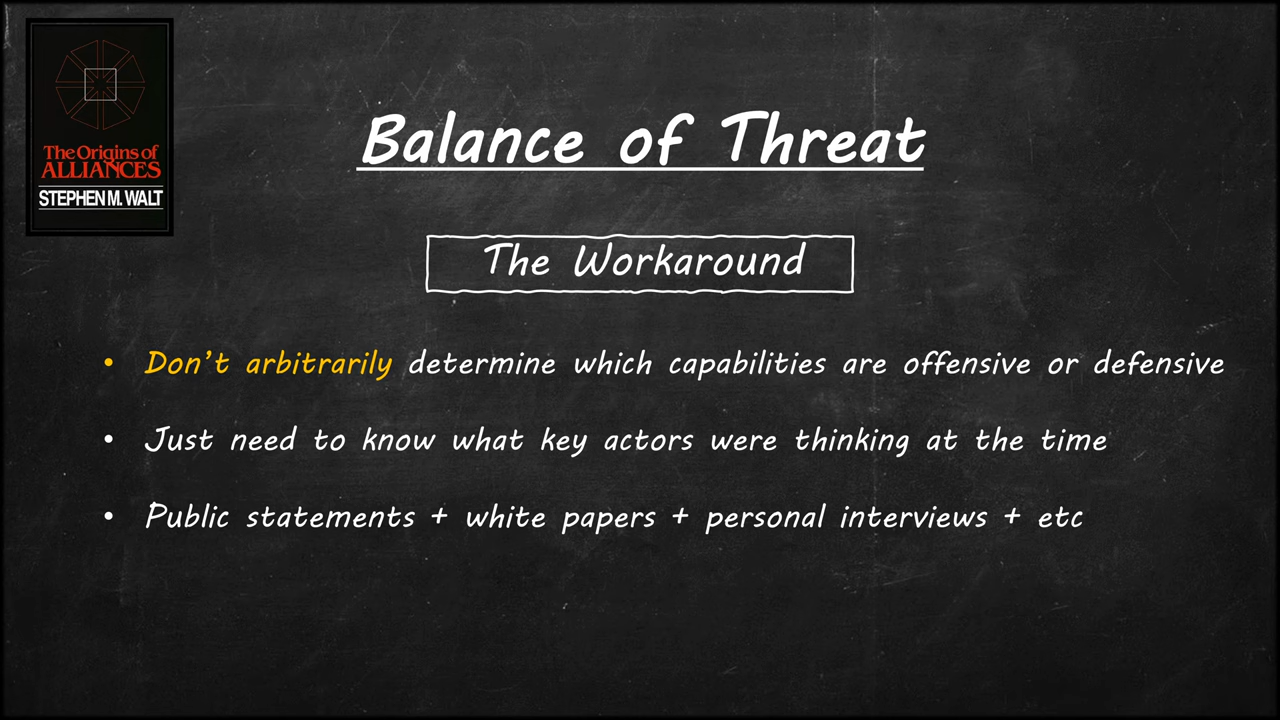 The Origins of
ALLIANCES
STEPHEN M. WALT
Balance of Threat
The Workaround
• Don't arbitrarily determine which capabilities are offensive or defensive
• Just need to know what key actors were thinking at the time
• Public statements + white papers + personal interviews + etc